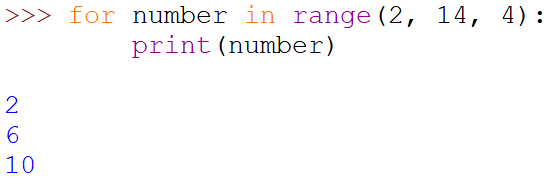 >>> for number in range(2, 14, 4):
        print(number)
2
6
10